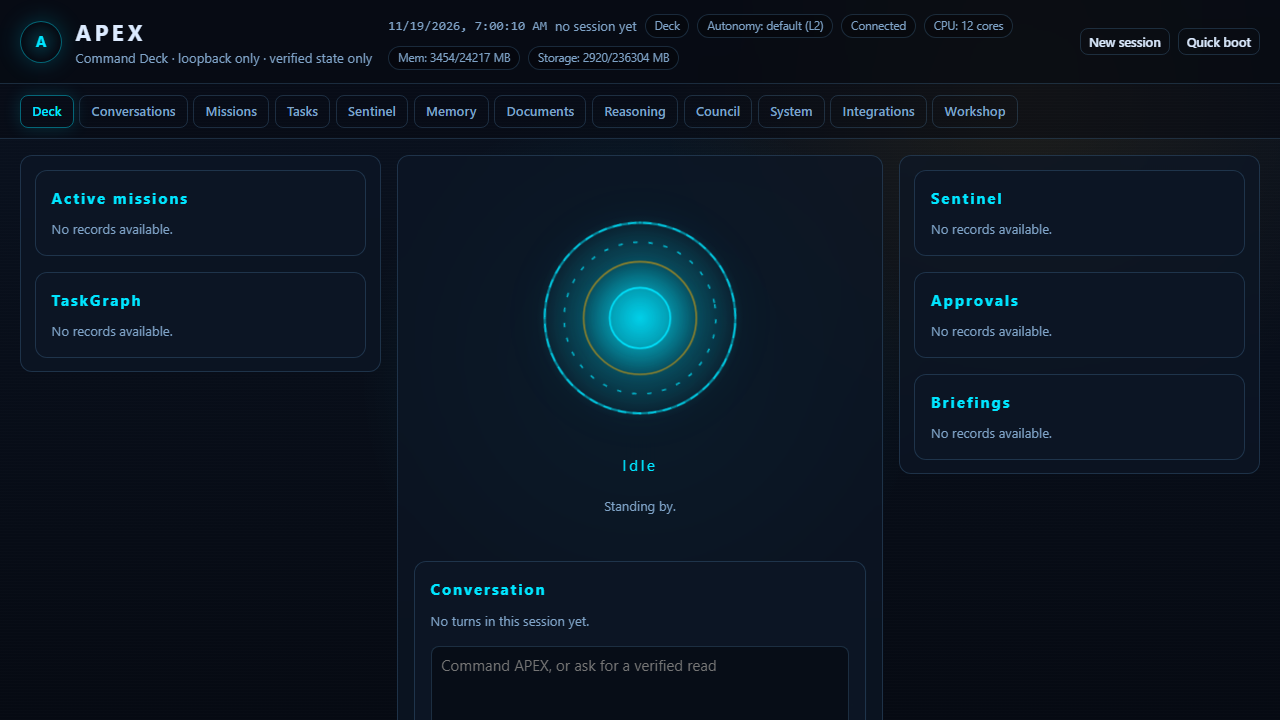 A
APEX
Command Deck · loopback only · verified state only
11/19/2026, 7:00:10 AM no session yet Deck Autonomy: default (L2) Connected CPU: 12 cores
Mem: 3454/24217 MB Storage: 2920/236304 MB
New session Quick boot
Deck Conversations Missions Tasks Sentinel Memory Documents Reasoning Council System Integrations Workshop
Active missions
No records available.
TaskGraph
No records available.
Idle
Standing by.
Conversation
No turns in this session yet.
Command APEX, or ask for a verified read
Sentinel
No records available.
Approvals
No records available.
Briefings
No records available.